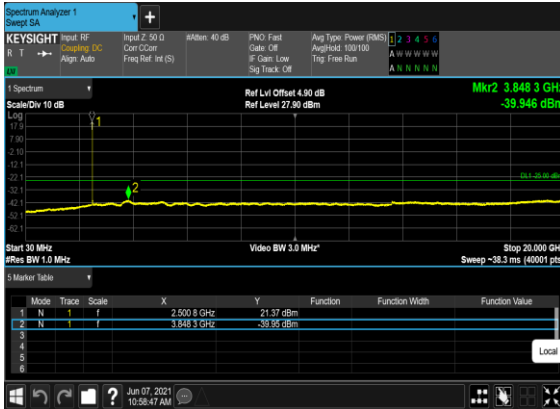 Spectrum Analyzer 1
Swept SA
+
KEYSIGHT
R T
Input: RF
Coupling: DC
Align: Auto
Input Z: 50 Ω
Corr CCorr
Freq Ref: Int (S)
#Atten: 40 dB
PNO: Fast
Gate: Off
IF Gain: Low
Sig Track: Off
Avg Type: Power (RMS)
Avg|Hold: 100/100
Trig: Free Run
1 2 3 4 5 6
A W W W W W
A N N N N N
1 Spectrum
Scale/Div 10 dB
Ref Lvl Offset 4.90 dB
Ref Level 27.90 dBm
Mkr2 3.848 3 GHz
-39.946 dBm
Log
17.9
7.90
-2.10
-12.1
-22.1
-32.1
-42.1
-52.1
-62.1
1
2
DL1 -25.00 dBm
Start 30 MHz
#Res BW 1.0 MHz
Video BW 3.0 MHz*
Stop 20.000 GH
Sweep ~38.3 ms (40001 pts
5 Marker Table
Mode Trace Scale X Y Function Function Width Function Value
1 N 1 f 2.500 8 GHz 21.37 dBm
2 N 1 f 3.848 3 GHz -39.95 dBm
3
4
5
6
Local
?
Jun 07, 2021
10:58:47 AM